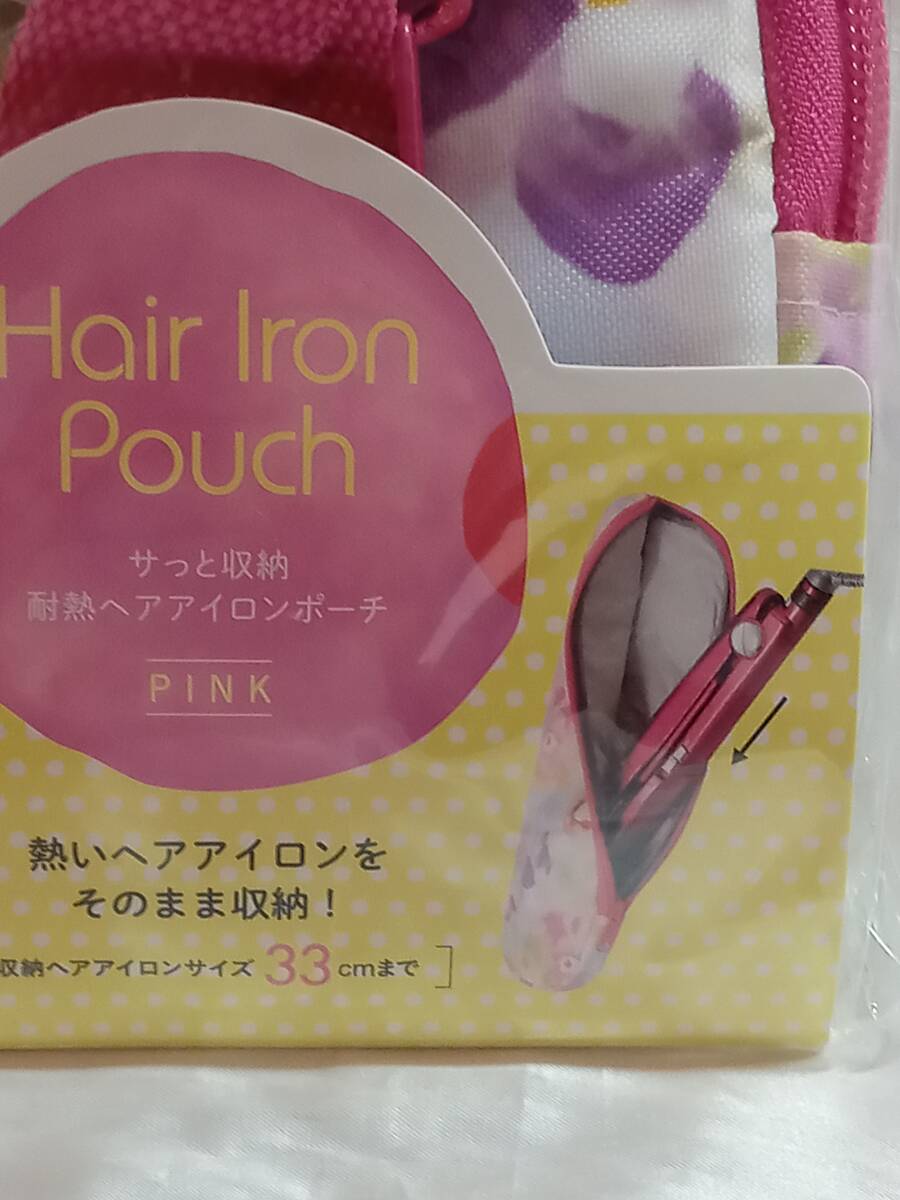 Hair Iron
Pouch
サっと収納
耐熱ヘアアイロンポーチ
PINK
熱いヘアアイロンを
そのまま収納！
収納ヘアアイロンサイズ 33cmまで ]